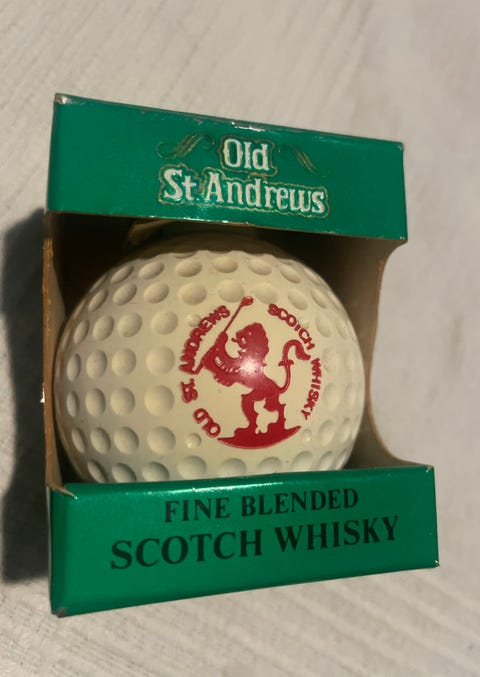 Old
St Andrews
OLD ST. ANDREWS SCOTCH WHISKY
FINE BLENDED
SCOTCH WHISKY